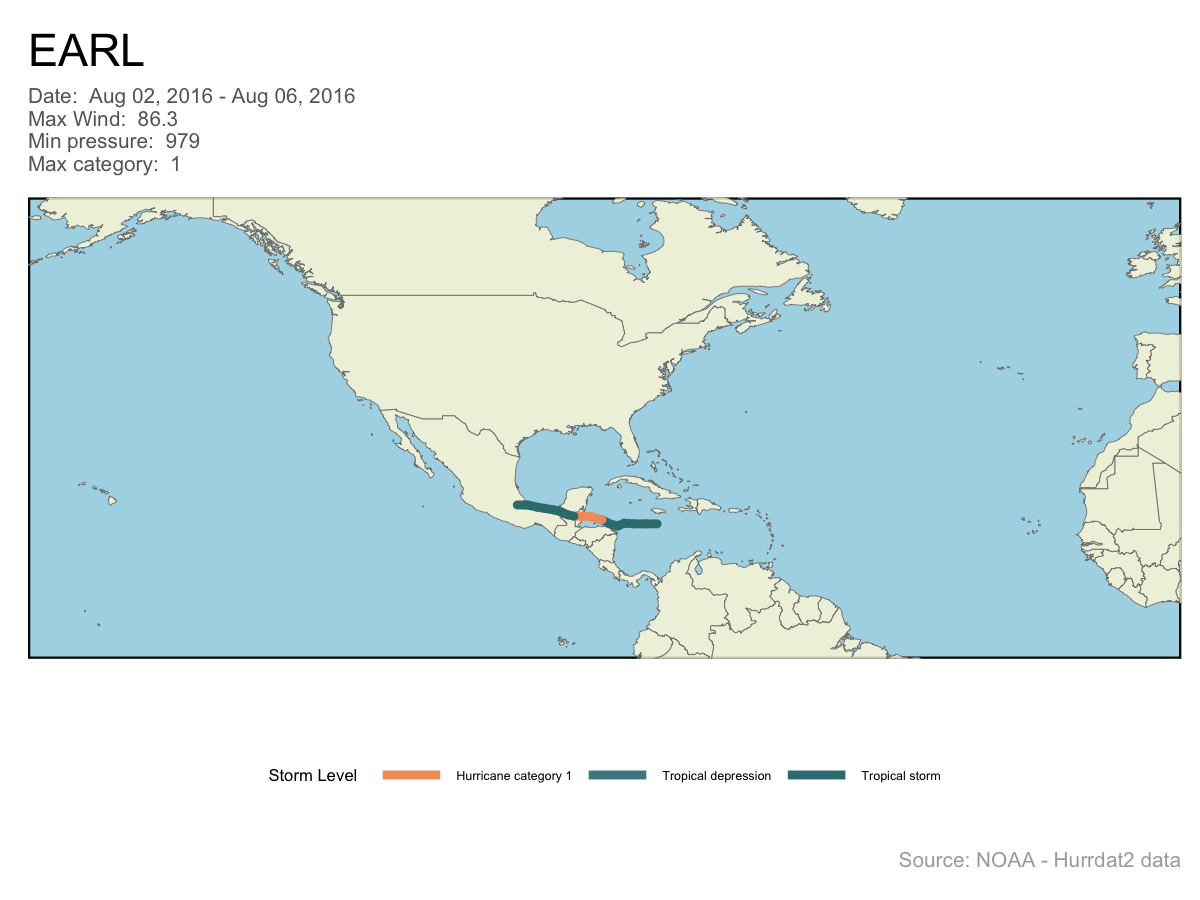 EARL
Date:  Aug 02, 2016 - Aug 06, 2016
Max Wind:  86.3
Min pressure:  979
Max category:  1
Storm Level
Hurricane category 1
Tropical depression
Tropical storm
Source: NOAA - Hurrdat2 data